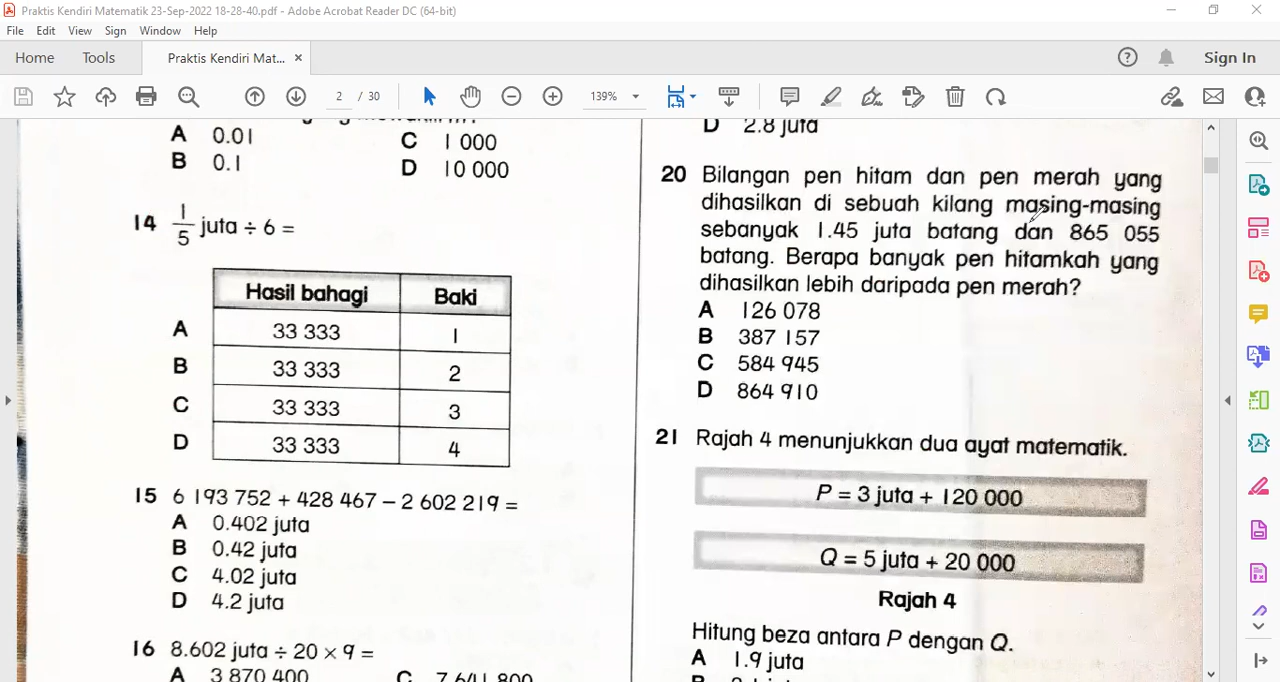 Praktis Kendiri Matematik 23-Sep-2022 18-28-40.pdf - Adobe Acrobat Reader DC (64-bit)
File Edit View Sign Window Help
Home Tools Praktis Kendiri Mat... × Sign In
2 / 30 139%
A 0.01 C 1 000
B 0.1 D 10 000
14 1/5 juta ÷ 6 =
Hasil bahagi Baki
A 33 333 1
B 33 333 2
C 33 333 3
D 33 333 4
15 6 193 752 + 428 467 – 2 602 219 =
A 0.402 juta
B 0.42 juta
C 4.02 juta
D 4.2 juta
16 8.602 juta ÷ 20 × 9 =
A 3 870 400 C 7 641 800
D 2.8 juta
20 Bilangan pen hitam dan pen merah yang
dihasilkan di sebuah kilang masing-masing
sebanyak 1.45 juta batang dan 865 055
batang. Berapa banyak pen hitamkah yang
dihasilkan lebih daripada pen merah?
A 126 078
B 387 157
C 584 945
D 864 910
21 Rajah 4 menunjukkan dua ayat matematik.
P = 3 juta + 120 000
Q = 5 juta + 20 000
Rajah 4
Hitung beza antara P dengan Q.
A 1.9 juta